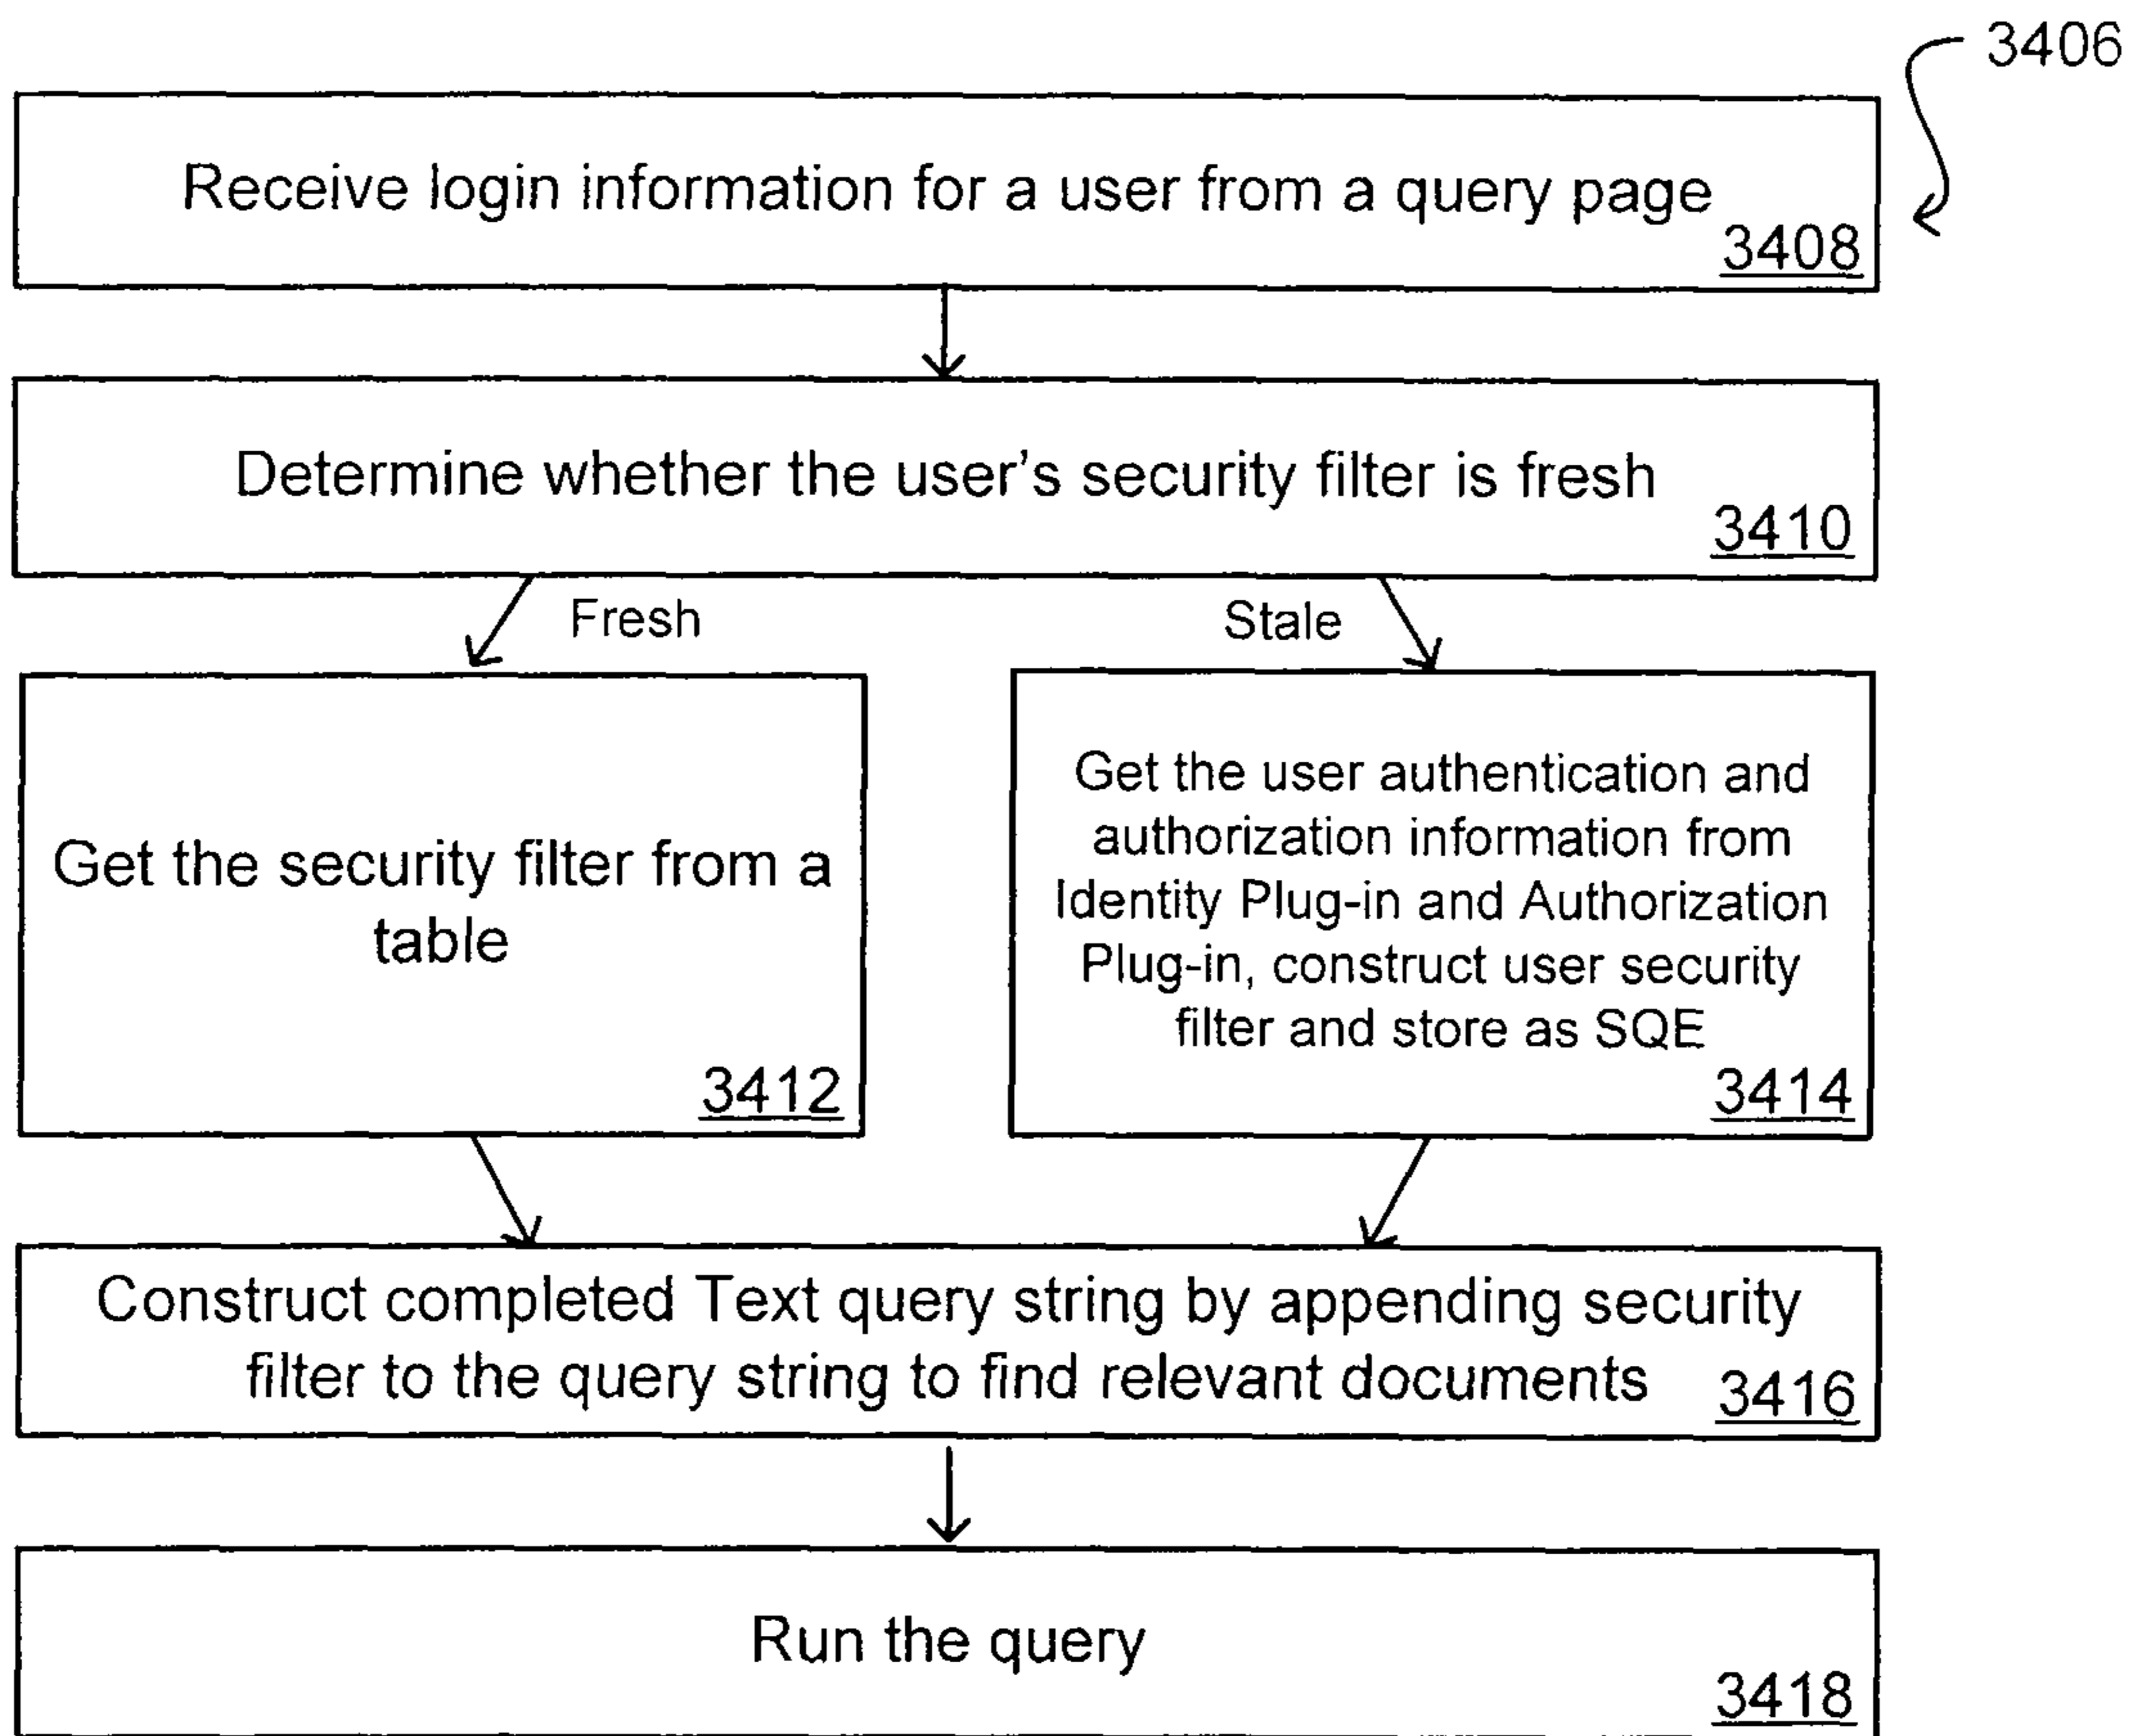 3406
Receive login information for a user from a query page
3408
Determine whether the user's security filter is fresh
3410
Fresh
Stale
Get the security filter from a
table
3412
Get the user authentication and
authorization information from
Identity Plug-in and Authorization
Plug-in, construct user security
filter and store as SQE
3414
Construct completed Text query string by appending security
filter to the query string to find relevant documents
3416
Run the query
3418